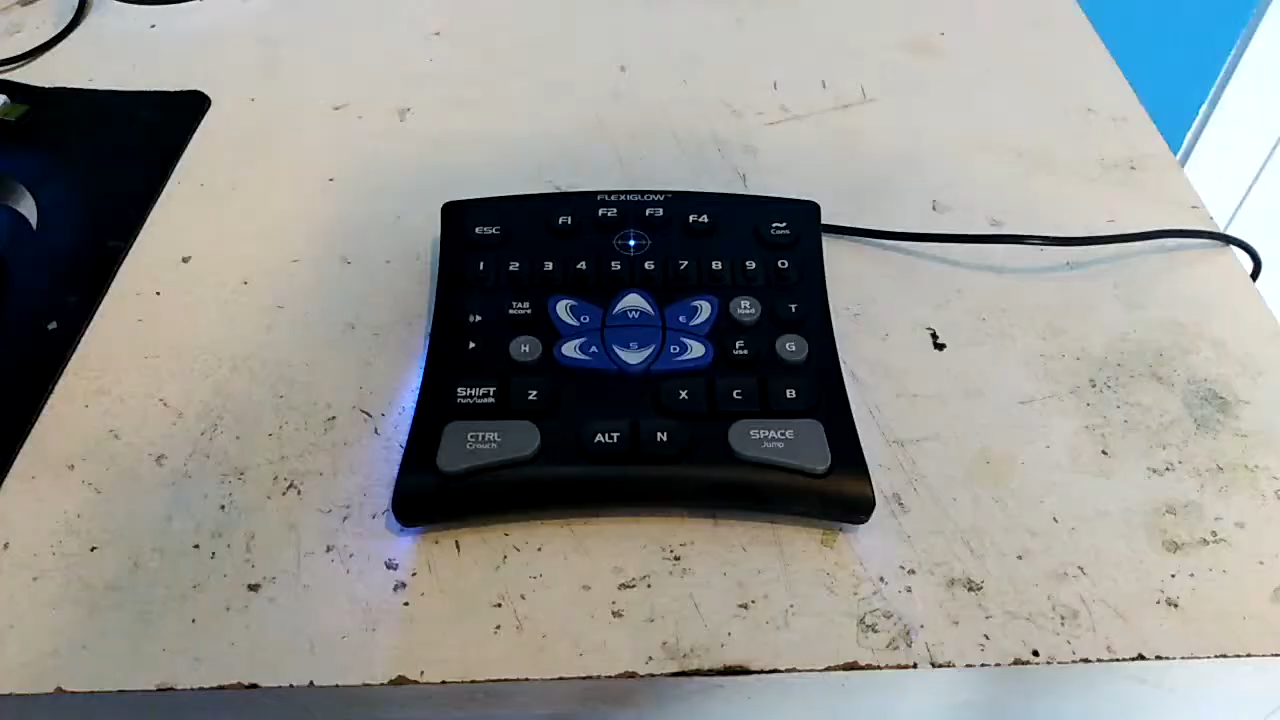 FLEXIGLOW™
ESC F1 F2 F3 F4 ~
Cons
1 2 3 4 5 6 7 8 9 0
TAB Q W E R T
score load
H A S D F G
use
SHIFT Z X C B
run/walk
CTRL ALT N SPACE
Crouch Jump